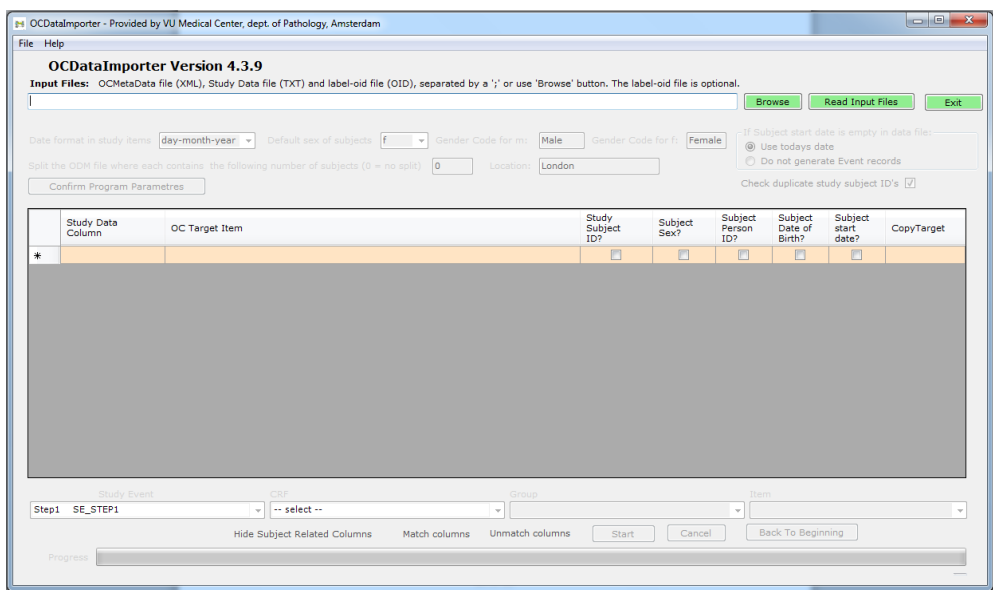 OCDataImporter - Provided by VU Medical Center, dept. of Pathology, Amsterdam
File Help
OCDataImporter Version 4.3.9
Input Files: OCMetaData file (XML), Study Data file (TXT) and label-oid file (OID), separated by a ';' or use 'Browse' button. The label-oid file is optional.
Browse Read Input Files Exit
Date format in study items day-month-year Default sex of subjects f Gender Code for m: Male Gender Code for f: Female
If Subject start date is empty in data file:
Use todays date
Do not generate Event records
Split the ODM file where each contains the following number of subjects (0 = no split) 0 Location: London
Confirm Program Parametres
Check duplicate study subject ID's
Study Data Column
OC Target Item
Study Subject ID?
Subject Sex?
Subject Person ID?
Subject Date of Birth?
Subject start date?
CopyTarget
*
Study Event CRF Group Item
Step1 SE_STEP1 -- select --
Hide Subject Related Columns Match columns Unmatch columns Start Cancel Back To Beginning
Progress